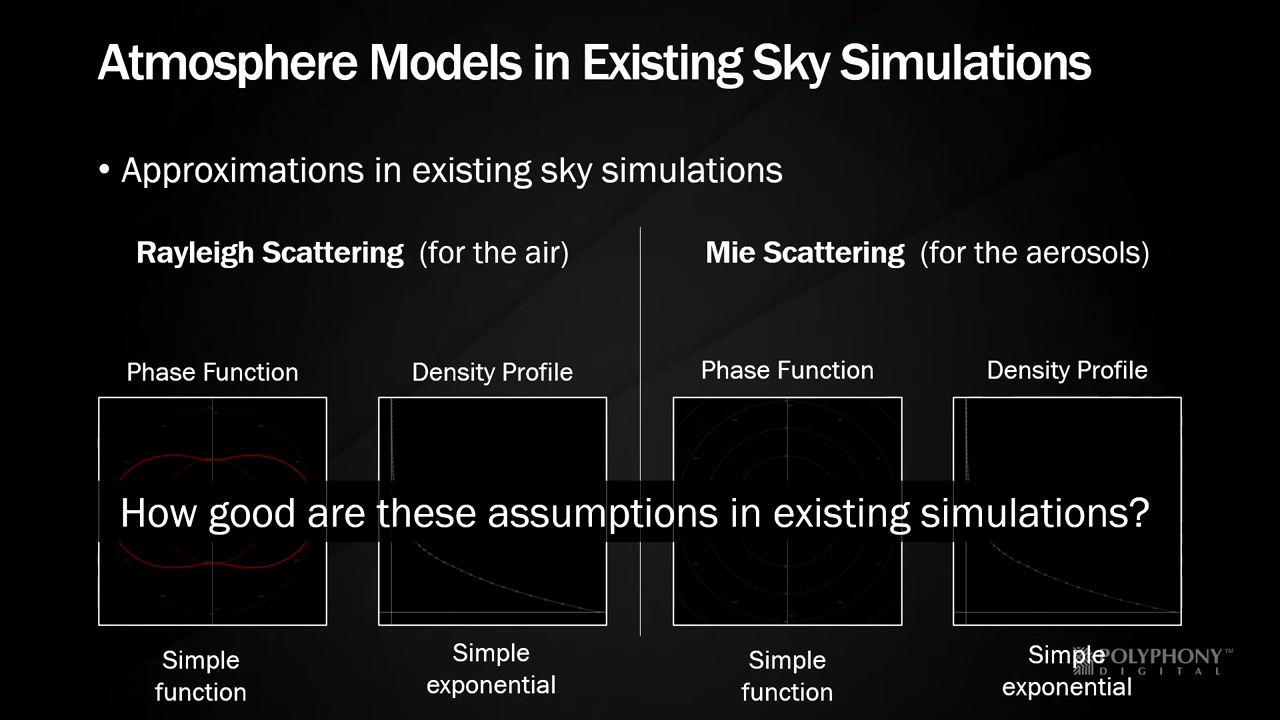 Atmosphere Models in Existing Sky Simulations
• Approximations in existing sky simulations
Rayleigh Scattering (for the air)
Mie Scattering (for the aerosols)
Phase Function
Density Profile
Phase Function
Density Profile
How good are these assumptions in existing simulations?
Simple
function
Simple
exponential
Simple
function
Simple
exponential
POLYPHONY™
DIGITAL